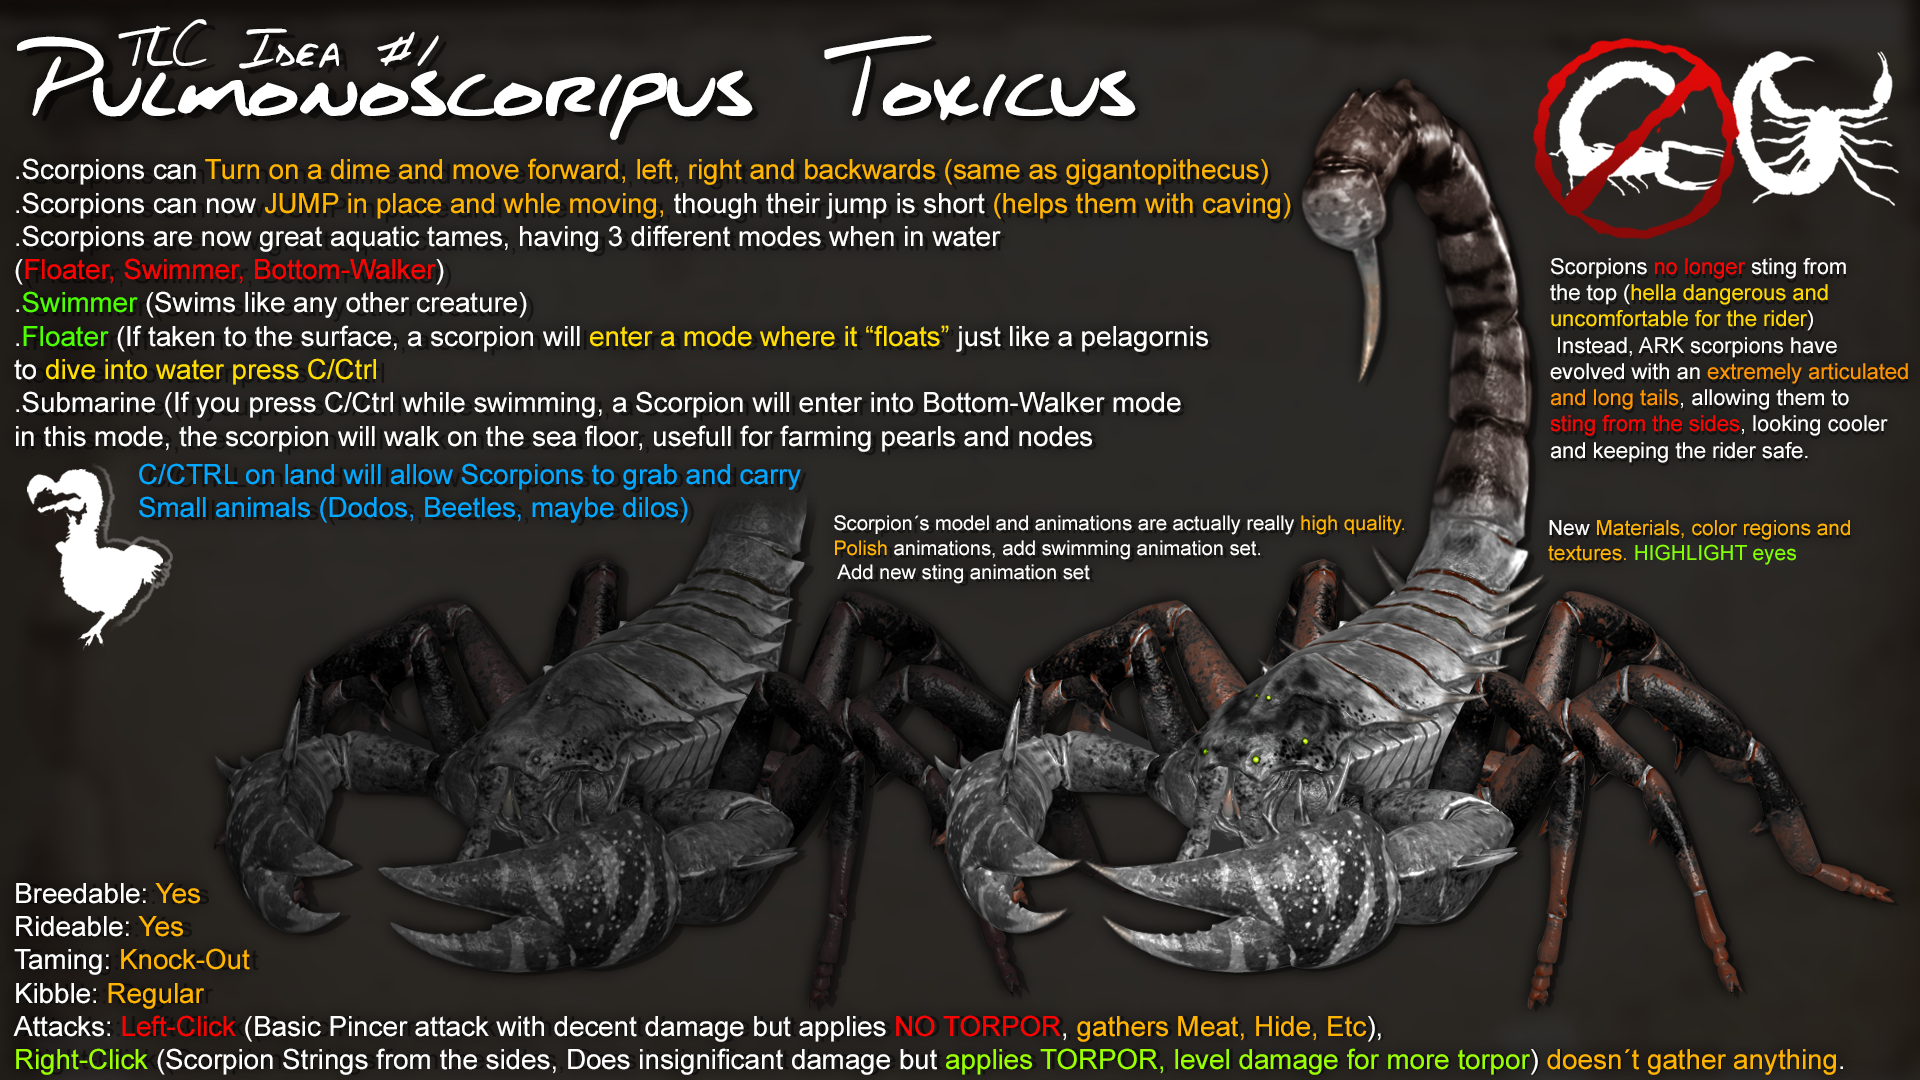 TLC IDEA #1
PULMONOSCORIPUS TOXICUS
.Scorpions can Turn on a dime and move forward, left, right and backwards (same as gigantopithecus)
.Scorpions can now JUMP in place and whle moving, though their jump is short (helps them with caving)
.Scorpions are now great aquatic tames, having 3 different modes when in water
(Floater, Swimmer, Bottom-Walker)
.Swimmer (Swims like any other creature)
.Floater (If taken to the surface, a scorpion will enter a mode where it “floats” just like a pelagornis
to dive into water press C/Ctrl
.Submarine (If you press C/Ctrl while swimming, a Scorpion will enter into Bottom-Walker mode
in this mode, the scorpion will walk on the sea floor, usefull for farming pearls and nodes
C/CTRL on land will allow Scorpions to grab and carry
Small animals (Dodos, Beetles, maybe dilos)
Scorpion´s model and animations are actually really high quality.
Polish animations, add swimming animation set.
Add new sting animation set
Scorpions no longer sting from
the top (hella dangerous and
uncomfortable for the rider)
Instead, ARK scorpions have
evolved with an extremely articulated
and long tails, allowing them to
sting from the sides, looking cooler
and keeping the rider safe.
New Materials, color regions and
textures. HIGHLIGHT eyes
Breedable: Yes
Rideable: Yes
Taming: Knock-Out
Kibble: Regular
Attacks: Left-Click (Basic Pincer attack with decent damage but applies NO TORPOR, gathers Meat, Hide, Etc),
Right-Click (Scorpion Strings from the sides, Does insignificant damage but applies TORPOR, level damage for more torpor) doesn´t gather anything.